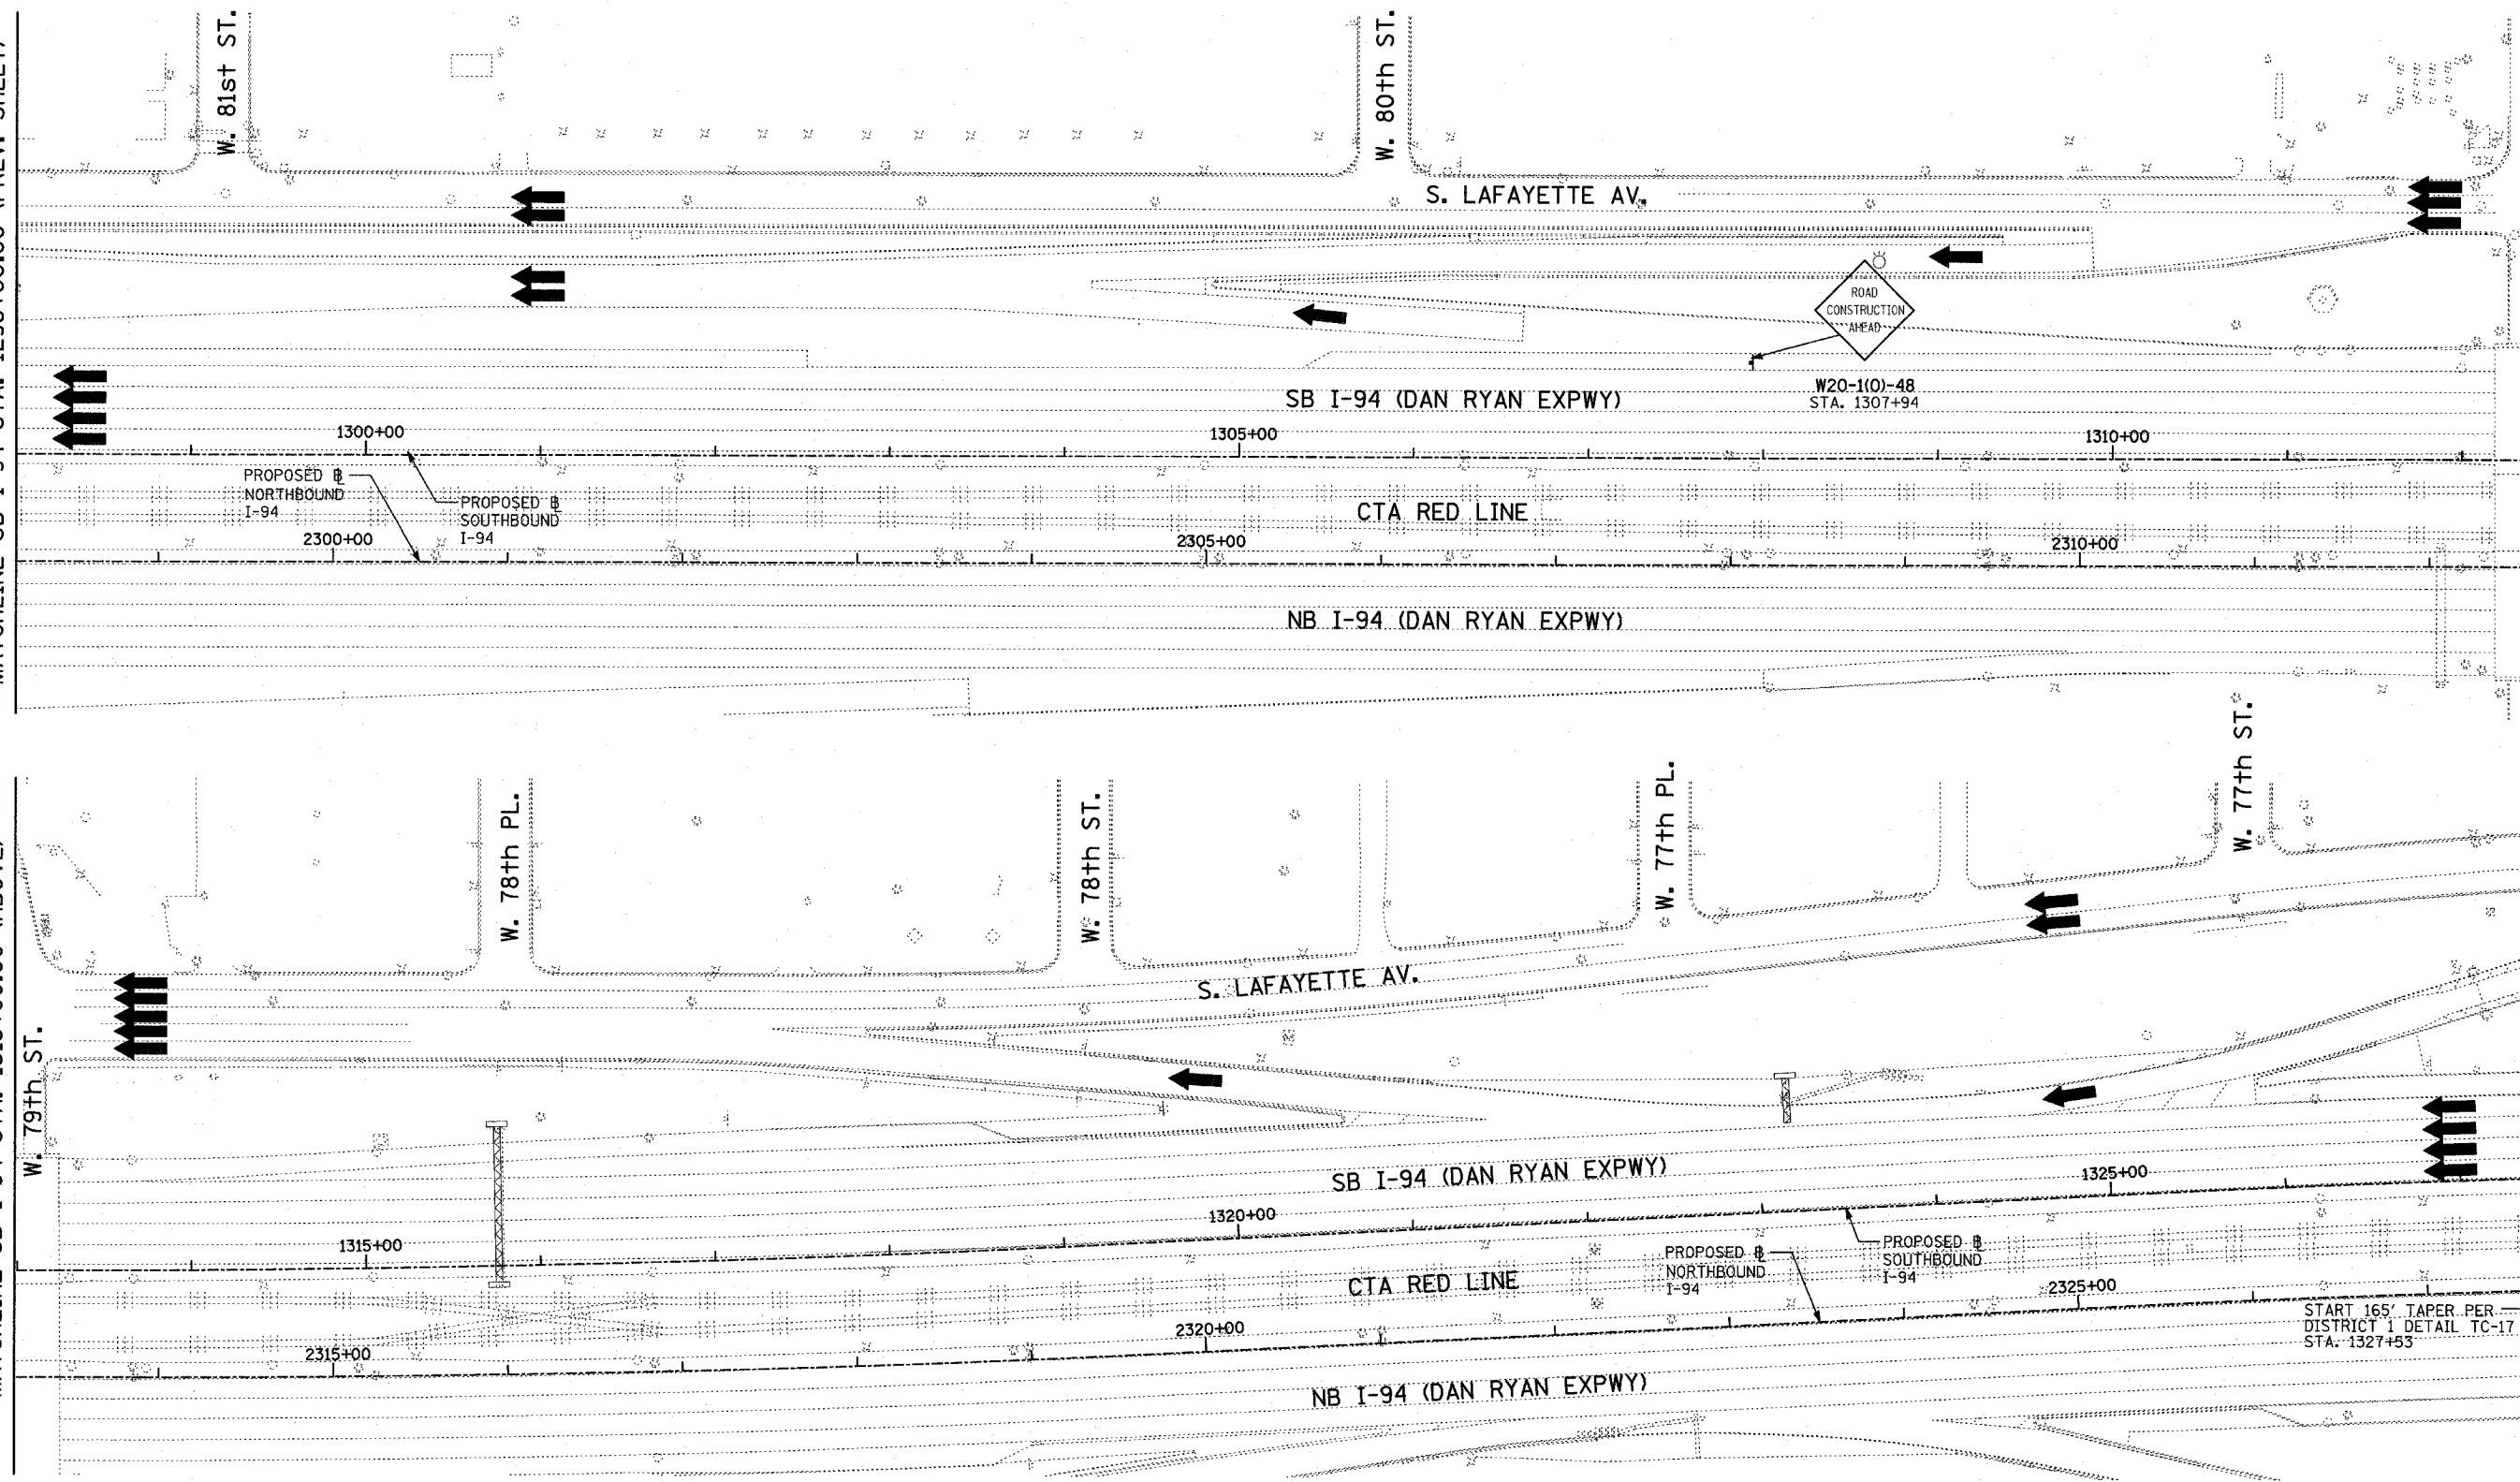 W. 81st ST.
W. 80th ST.
S. LAFAYETTE AV.
ROAD
CONSTRUCTION
AHEAD
W20-1(O)-48
STA. 1307+94
SB I-94 (DAN RYAN EXPWY)
1300+00
1305+00
1310+00
PROPOSED B
NORTHBOUND
I-94
PROPOSED B
SOUTHBOUND
I-94
CTA RED LINE
2300+00
2305+00
2310+00
NB I-94 (DAN RYAN EXPWY)
W. 79th ST.
W. 78th PL.
W. 78th ST.
W. 77th PL.
W. 77th ST.
S. LAFAYETTE AV.
SB I-94 (DAN RYAN EXPWY)
1315+00
1320+00
1325+00
PROPOSED B
NORTHBOUND
I-94
PROPOSED B
SOUTHBOUND
I-94
CTA RED LINE
2315+00
2320+00
2325+00
START 165' TAPER PER
DISTRICT 1 DETAIL TC-17
STA. 1327+53
NB I-94 (DAN RYAN EXPWY)